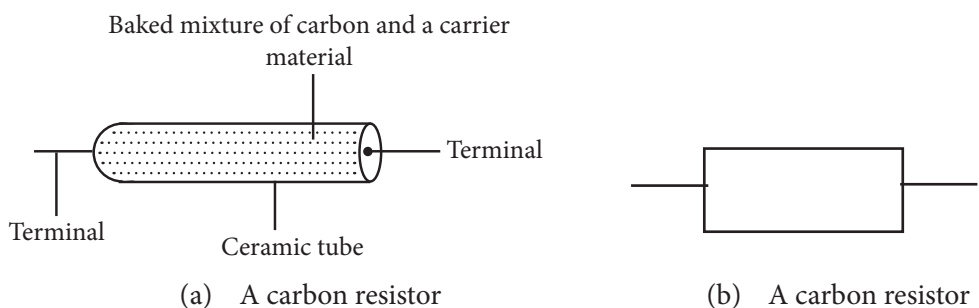 Baked mixture of carbon and a carrier
material
Terminal
Terminal
Ceramic tube
(a) A carbon resistor
(b) A carbon resistor